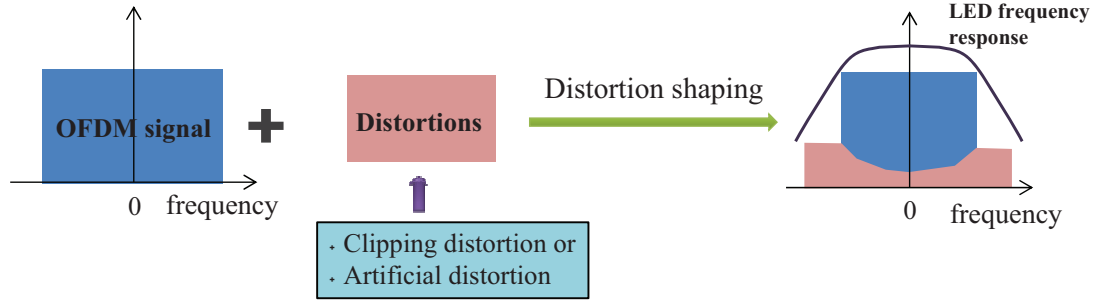 OFDM signal
0
frequency
+
Distortions
Clipping distortion or
Artificial distortion
Distortion shaping
LED frequency
response
0
frequency